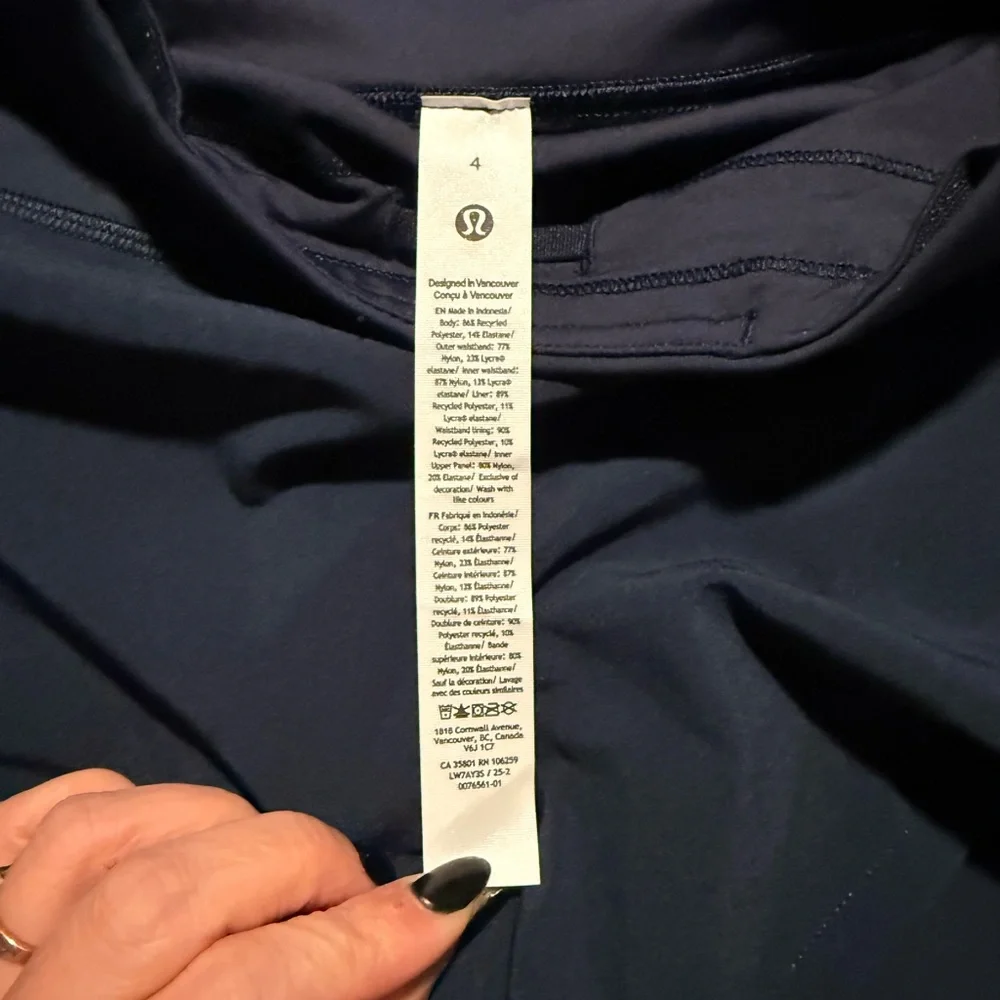 4
Designed in Vancouver
Conçu à Vancouver
EN Made in Indonesia/
Body: 86% Recycled
Polyester, 14% Elastane/
Outer waistband: 77%
Nylon, 23% Lycra®
elastane/ Inner waistband:
87% Nylon, 13% Lycra®
elastane/ Liner: 89%
Recycled Polyester, 11%
Lycra® elastane/
Waistband lining: 90%
Recycled Polyester, 10%
Lycra® elastane/ Inner
Upper Panel: 80% Nylon,
20% Elastane/ Exclusive of
decoration/ Wash with
like colours
FR Fabriqué en Indonésie/
Corps: 86% Polyester
recyclé, 14% Élasthanne/
Ceinture extérieure: 77%
Nylon, 23% Élasthanne/
Ceinture intérieure: 87%
Nylon, 13% Élasthanne/
Doublure: 89% Polyester
recyclé, 11% Élasthanne/
Doublure de ceinture: 90%
Polyester recyclé, 10%
Élasthanne/ Bande
supérieure intérieure: 80%
Nylon, 20% Élasthanne/
Sauf la décoration/ Lavage
avec des couleurs similaires
1818 Cornwall Avenue,
Vancouver, BC, Canada
V6J 1C7
CA 35801 RN 106259
LW7AY3S / 25-2
0076561-01